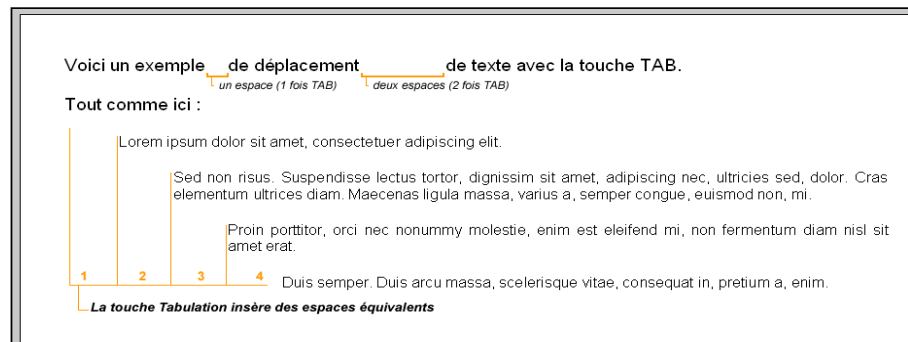 Voici un exemple de déplacement de texte avec la touche TAB.
un espace (1 fois TAB) deux espaces (2 fois TAB)
Tout comme ici :
Lorem ipsum dolor sit amet, consectetuer adipiscing elit.
Sed non risus. Suspendisse lectus tortor, dignissim sit amet, adipiscing nec, ultricies sed, dolor. Cras
elementum ultrices diam. Maecenas ligula massa, varius a, semper congue, euismod non, mi.
Proin porttitor, orci nec nonummy molestie, enim est eleifend mi, non fermentum diam nisl sit
amet erat.
1 2 3 4 Duis semper. Duis arcu massa, scelerisque vitae, consequat in, pretium a, enim.
La touche Tabulation insère des espaces équivalents